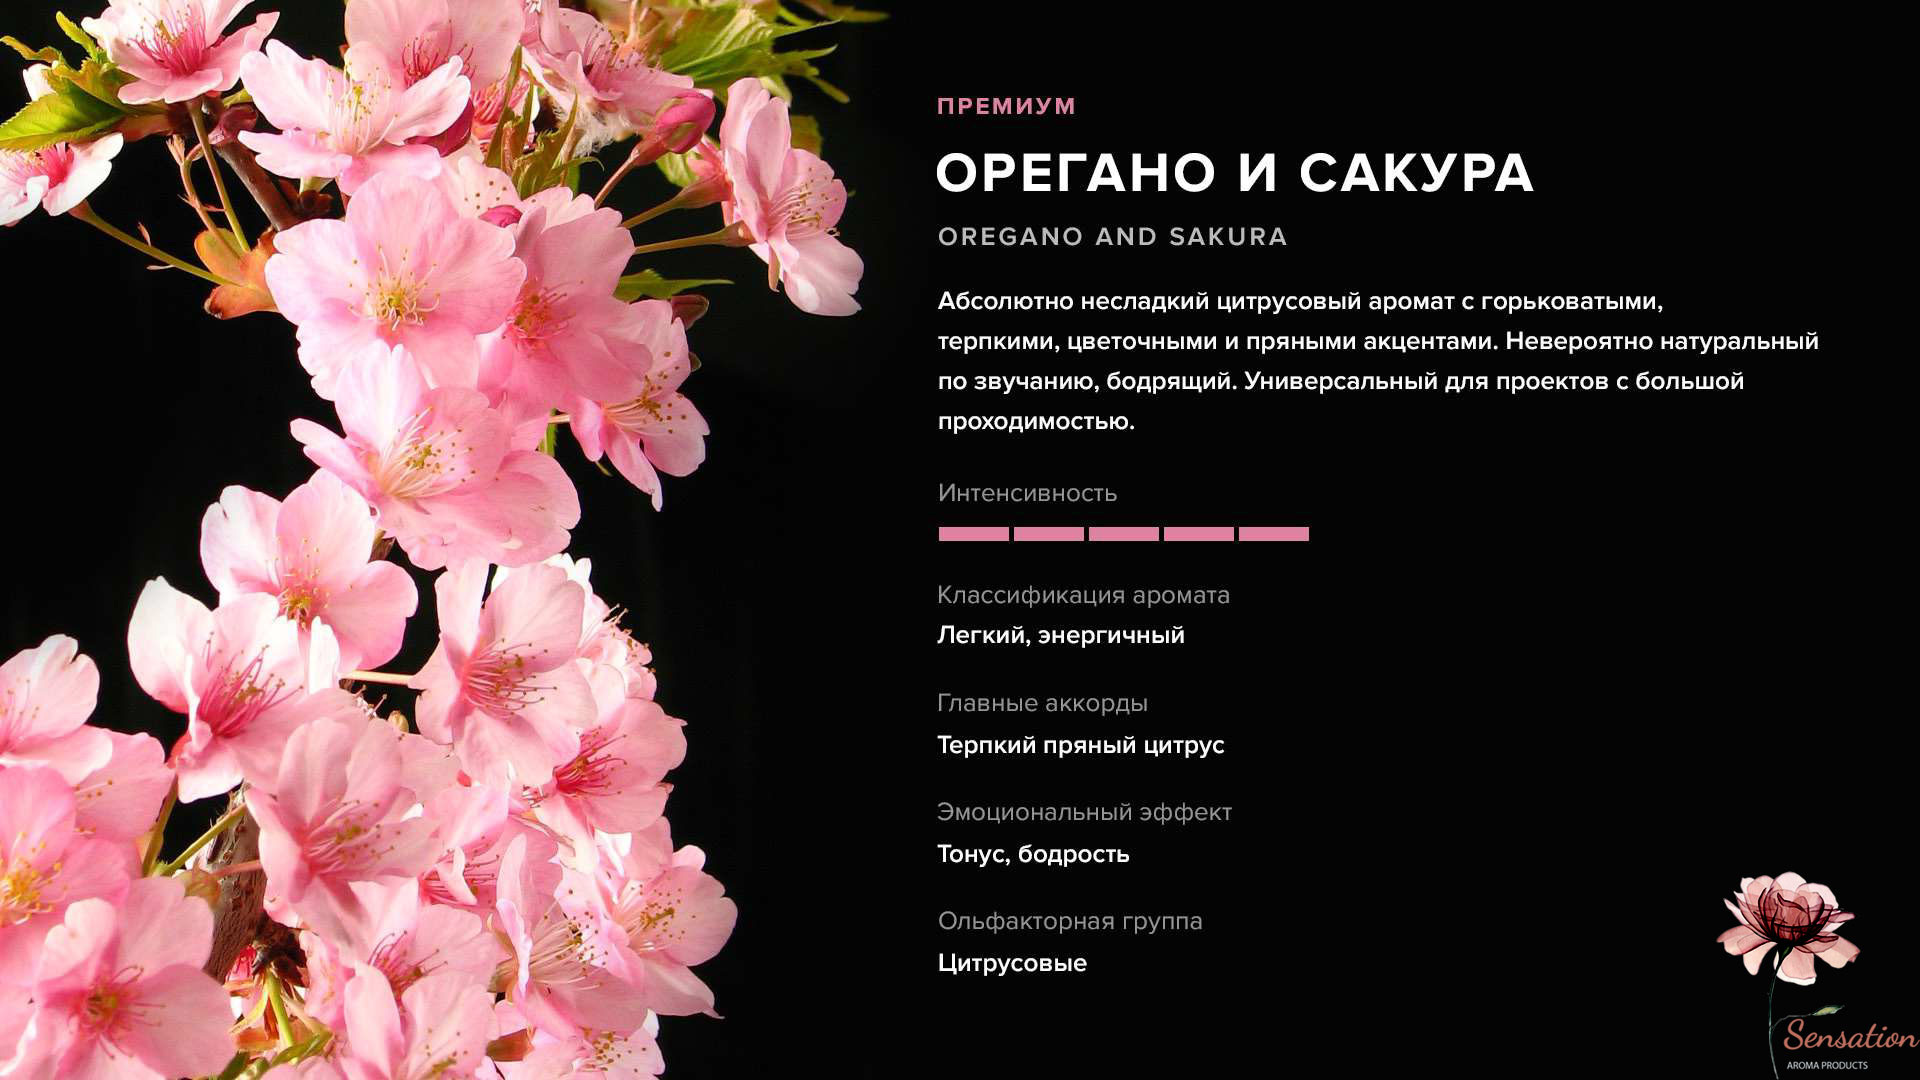 ПРЕМИУМ
ОРЕГАНО И САКУРА
OREGANO AND SAKURA
Абсолютно несладкий цитрусовый аромат с горьковатыми,
терпкими, цветочными и пряными акцентами. Невероятно натуральный
по звучанию, бодрящий. Универсальный для проектов с большой
проходимостью.
Интенсивность
Классификация аромата
Легкий, энергичный
Главные аккорды
Терпкий пряный цитрус
Эмоциональный эффект
Тонус, бодрость
Ольфакторная группа
Цитрусовые
Sensation
AROMA PRODUCTS